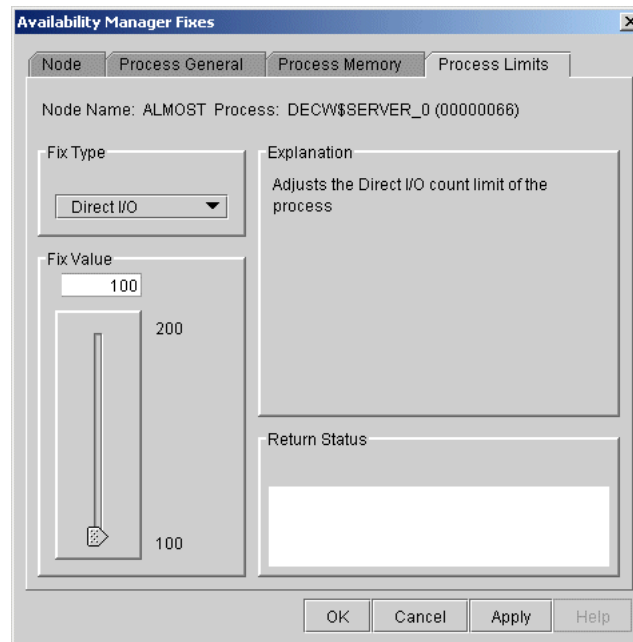 Availability Manager Fixes
Node
Process General
Process Memory
Process Limits
Node Name: ALMOST Process: DECW$SERVER_0 (00000066)
Fix Type
Direct I/O
Explanation
Adjusts the Direct I/O count limit of the
process
Fix Value
100
200
100
Return Status
OK
Cancel
Apply
Help